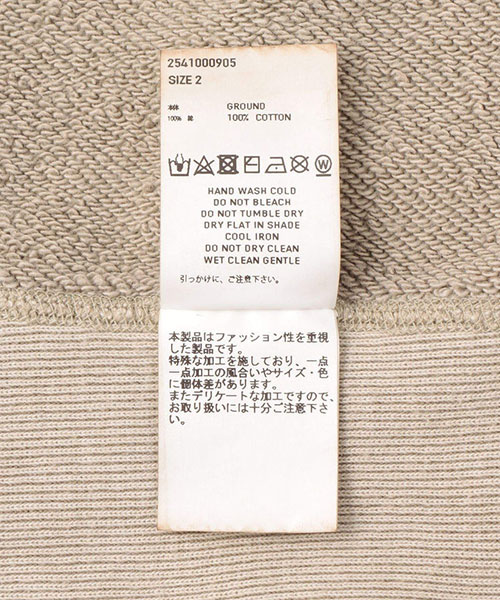 2541000905
SIZE 2
本体 GROUND
100% 綿 100% COTTON
W
HAND WASH COLD
DO NOT BLEACH
DO NOT TUMBLE DRY
DRY FLAT IN SHADE
COOL IRON
DO NOT DRY CLEAN
WET CLEAN GENTLE
引っかけに、ご注意下さい。
本製品はファッション性を重視
した製品です。
特殊な加工を施しており、一点
一点加工の風合いやサイズ・色
に個体差があります。
またデリケートな加工ですので、
お取り扱いには十分ご注意下さ
い。